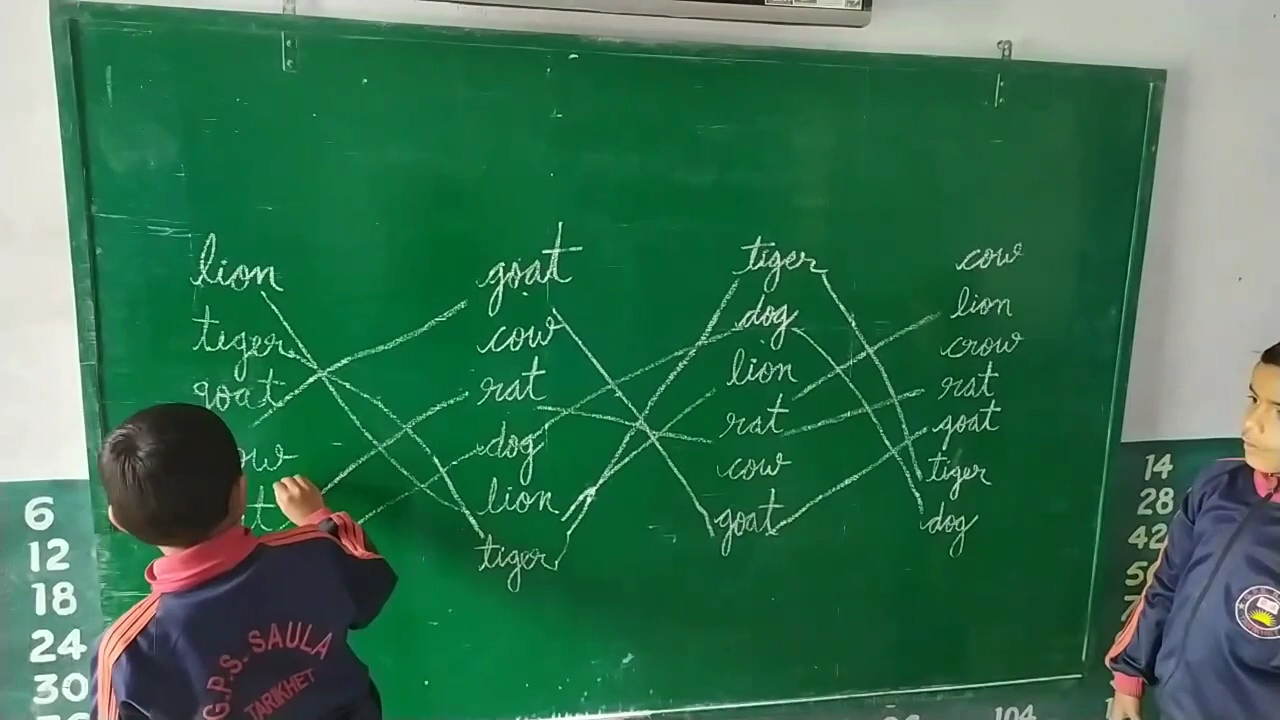 lion
tiger
goat
goat
cow
rat
dog
lion
tiger
tiger
dog
lion
rat
cow
goat
cow
lion
crow
rat
goat
tiger
dog
6
12
18
24
30
G.P.S. SAULA
TARIKHET
14
28
42
104